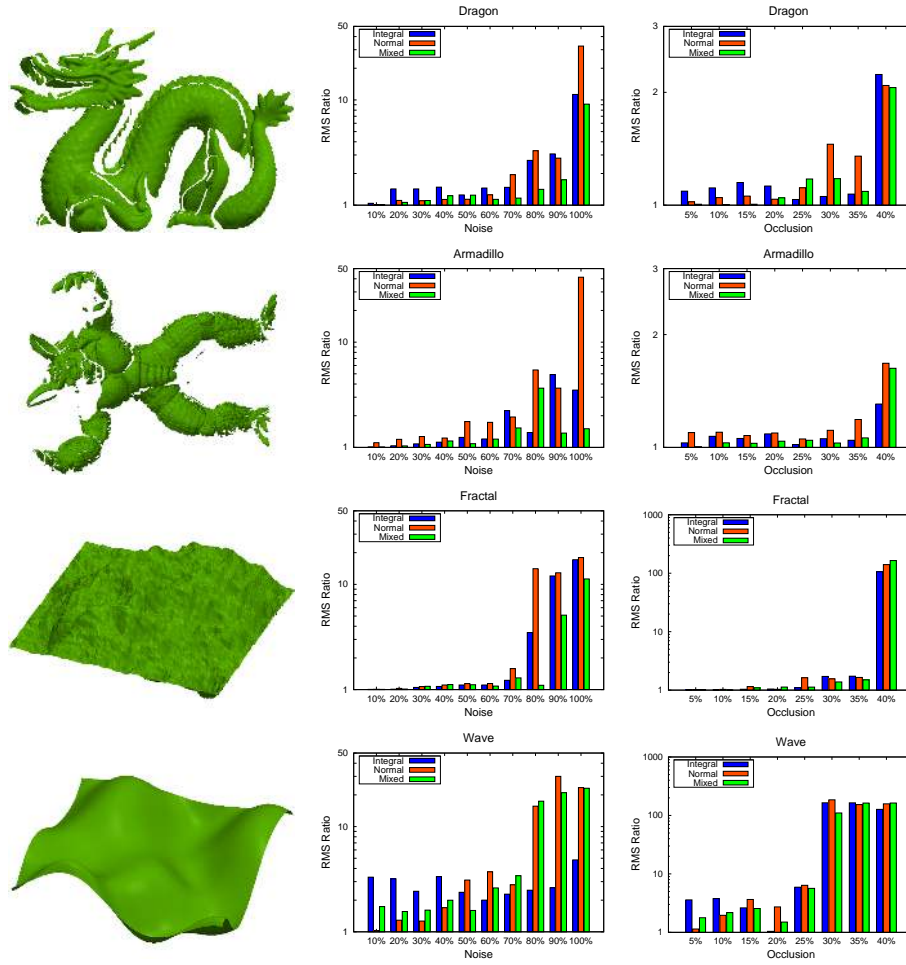 Dragon
50
10
1
RMS Ratio
Integral
Normal
Mixed
10% 20% 30% 40% 50% 60% 70% 80% 90% 100%
Noise
Dragon
3
2
1
RMS Ratio
Integral
Normal
Mixed
5% 10% 15% 20% 25% 30% 35% 40%
Occlusion
Armadillo
50
10
1
RMS Ratio
Integral
Normal
Mixed
10% 20% 30% 40% 50% 60% 70% 80% 90% 100%
Noise
Armadillo
3
2
1
RMS Ratio
Integral
Normal
Mixed
5% 10% 15% 20% 25% 30% 35% 40%
Occlusion
Fractal
50
10
1
RMS Ratio
Integral
Normal
Mixed
10% 20% 30% 40% 50% 60% 70% 80% 90% 100%
Noise
Fractal
1000
100
10
1
RMS Ratio
Integral
Normal
Mixed
5% 10% 15% 20% 25% 30% 35% 40%
Occlusion
Wave
50
10
1
RMS Ratio
Integral
Normal
Mixed
10% 20% 30% 40% 50% 60% 70% 80% 90% 100%
Noise
Wave
1000
100
10
1
RMS Ratio
Integral
Normal
Mixed
5% 10% 15% 20% 25% 30% 35% 40%
Occlusion